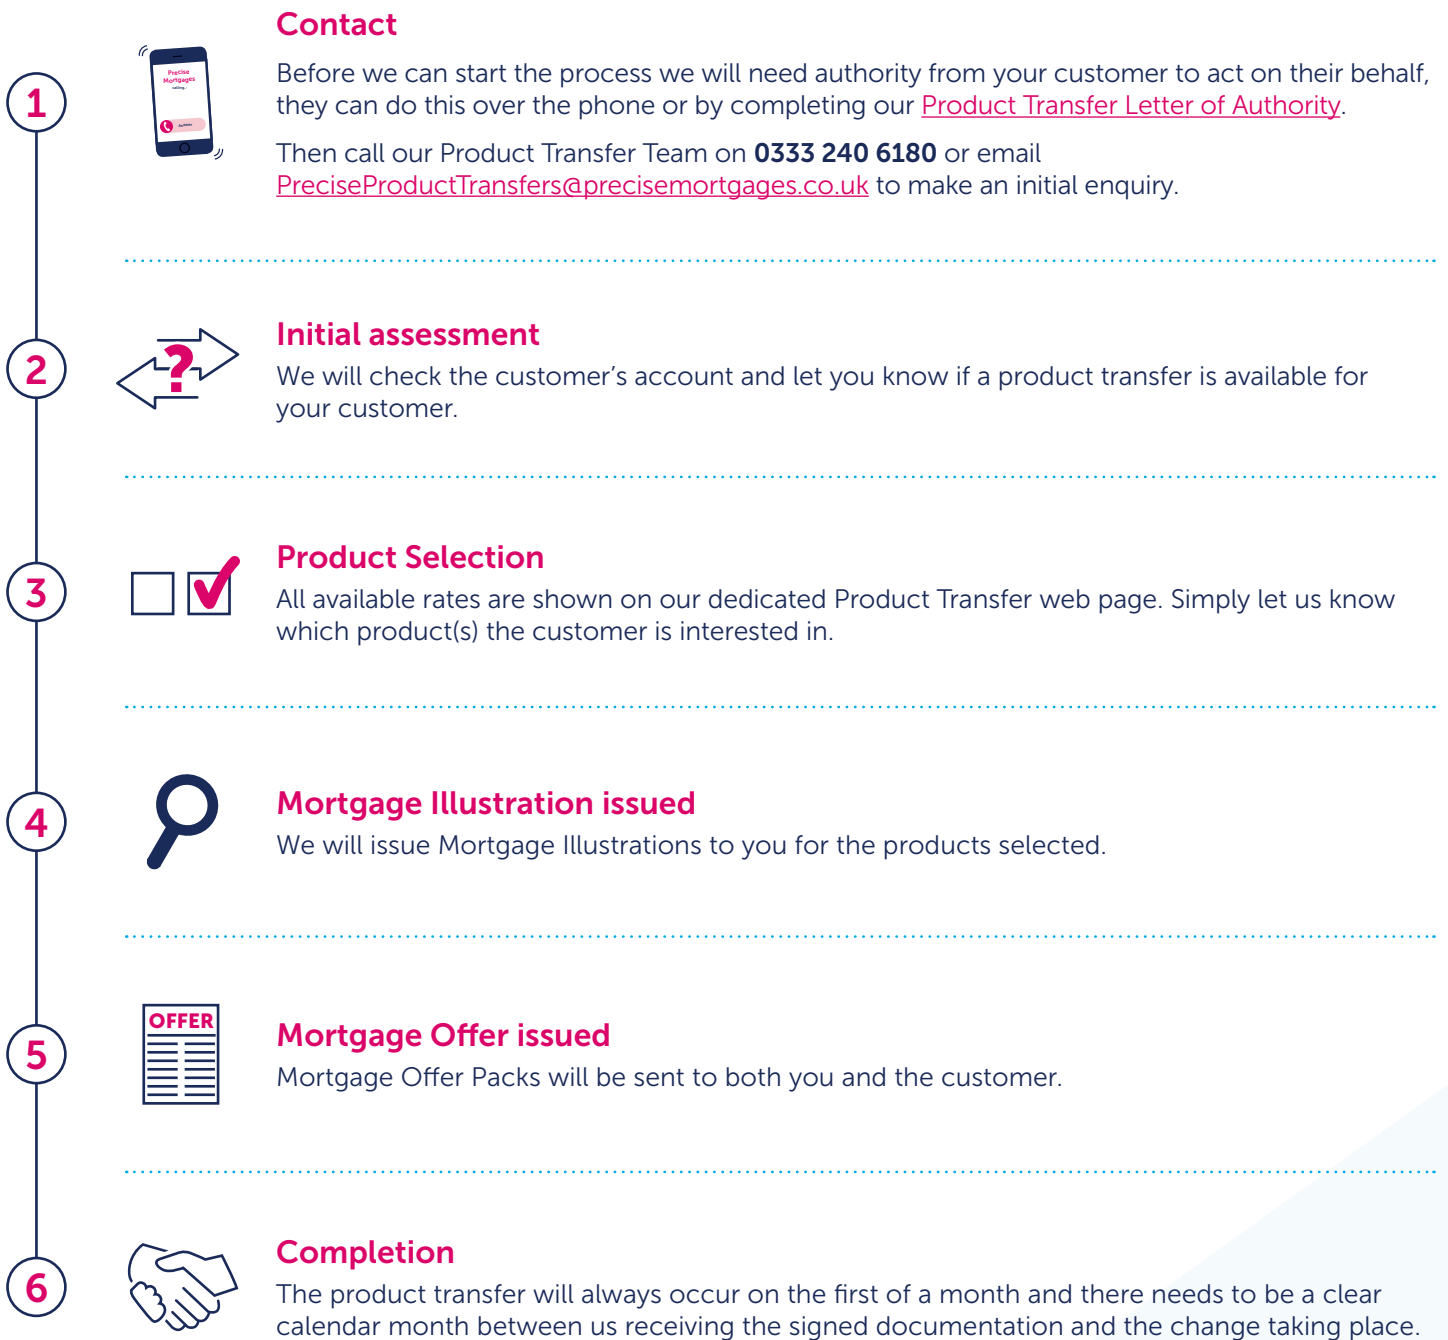 Contact
1
Precise
Mortgages
calling...
Before we can start the process we will need authority from your customer to act on their behalf,
they can do this over the phone or by completing our Product Transfer Letter of Authority.
Then call our Product Transfer Team on 0333 240 6180 or email
PreciseProductTransfers@precisemortgages.co.uk to make an initial enquiry.
2
?
Initial assessment
We will check the customer's account and let you know if a product transfer is available for
your customer.
3
Product Selection
All available rates are shown on our dedicated Product Transfer web page. Simply let us know
which product(s) the customer is interested in.
4
Mortgage Illustration issued
We will issue Mortgage Illustrations to you for the products selected.
5
OFFER
Mortgage Offer issued
Mortgage Offer Packs will be sent to both you and the customer.
6
Completion
The product transfer will always occur on the first of a month and there needs to be a clear
calendar month between us receiving the signed documentation and the change taking place.